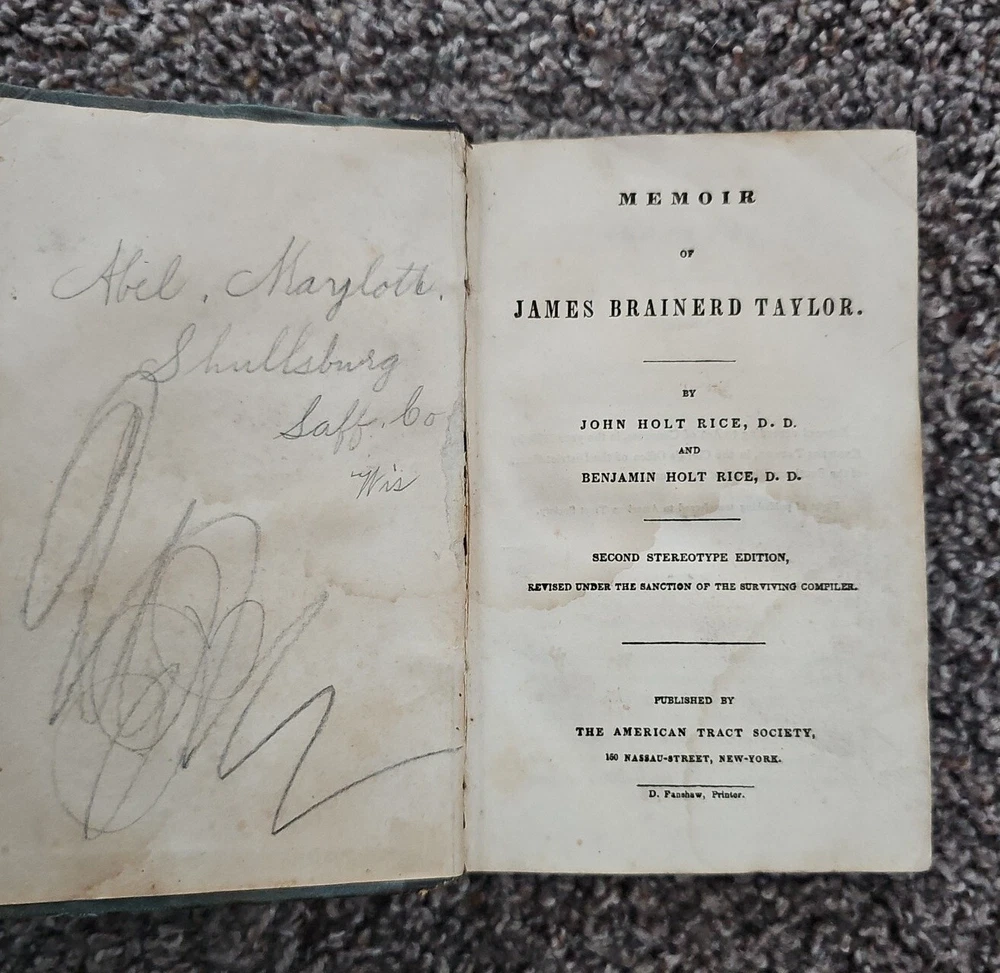 Abel. Marylott.
Shullsburg
Laff. Co
Wis
MEMOIR
OF
JAMES BRAINERD TAYLOR.
BY
JOHN HOLT RICE, D. D.
AND
BENJAMIN HOLT RICE, D. D.
SECOND STEREOTYPE EDITION,
REVISED UNDER THE SANCTION OF THE SURVIVING COMPILER.
PUBLISHED BY
THE AMERICAN TRACT SOCIETY,
150 NASSAU-STREET, NEW-YORK.
D. Fanshaw, Printer.